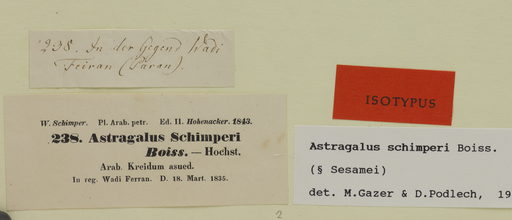 238. In der Gegend Wadi
Feiran (Paran).
W. Schimper. Pl. Arab. petr. Ed. II. Hohenacker. 1843.
238. Astragalus Schimperi
Boiss. — Hochst.
Arab. Kreidum asued.
In reg. Wadi Ferran. D. 18. Mart. 1835.
ISOTYPUS
Astragalus schimperi Boiss.
(§ Sesamei)
det. M.Gazer & D.Podlech, 19
2